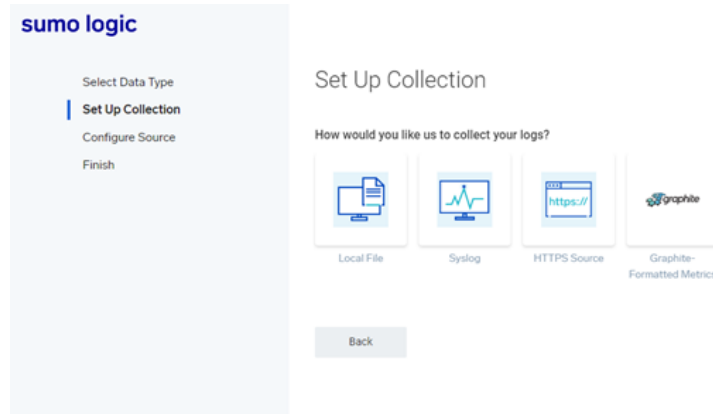 sumo logic
Select Data Type
Set Up Collection
Configure Source
Finish
Set Up Collection
How would you like us to collect your logs?
https://
graphite
Local File
Syslog
HTTPS Source
Graphite-
Formatted Metrics
Back